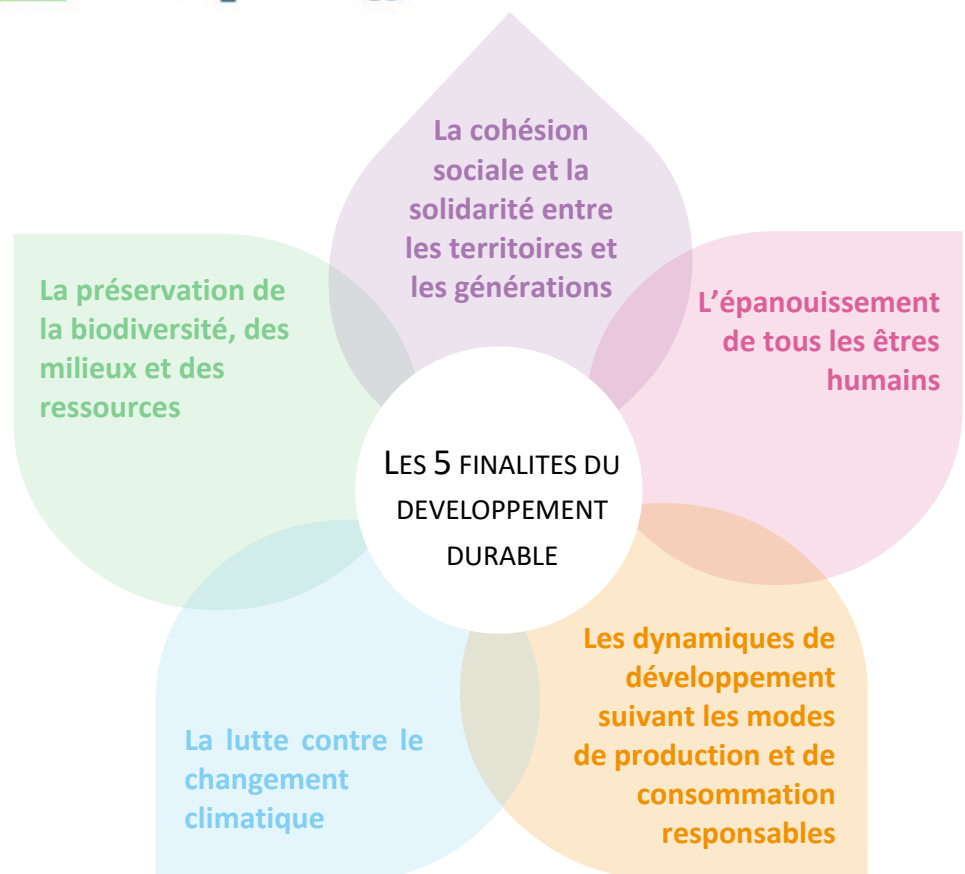 La cohésion
sociale et la
solidarité entre
les territoires et
les générations
La préservation de
la biodiversité, des
milieux et des
ressources
L’épanouissement
de tous les êtres
humains
LES 5 FINALITES DU
DEVELOPPEMENT
DURABLE
Les dynamiques de
développement
suivant les modes
de production et de
consommation
responsables
La lutte contre le
changement
climatique